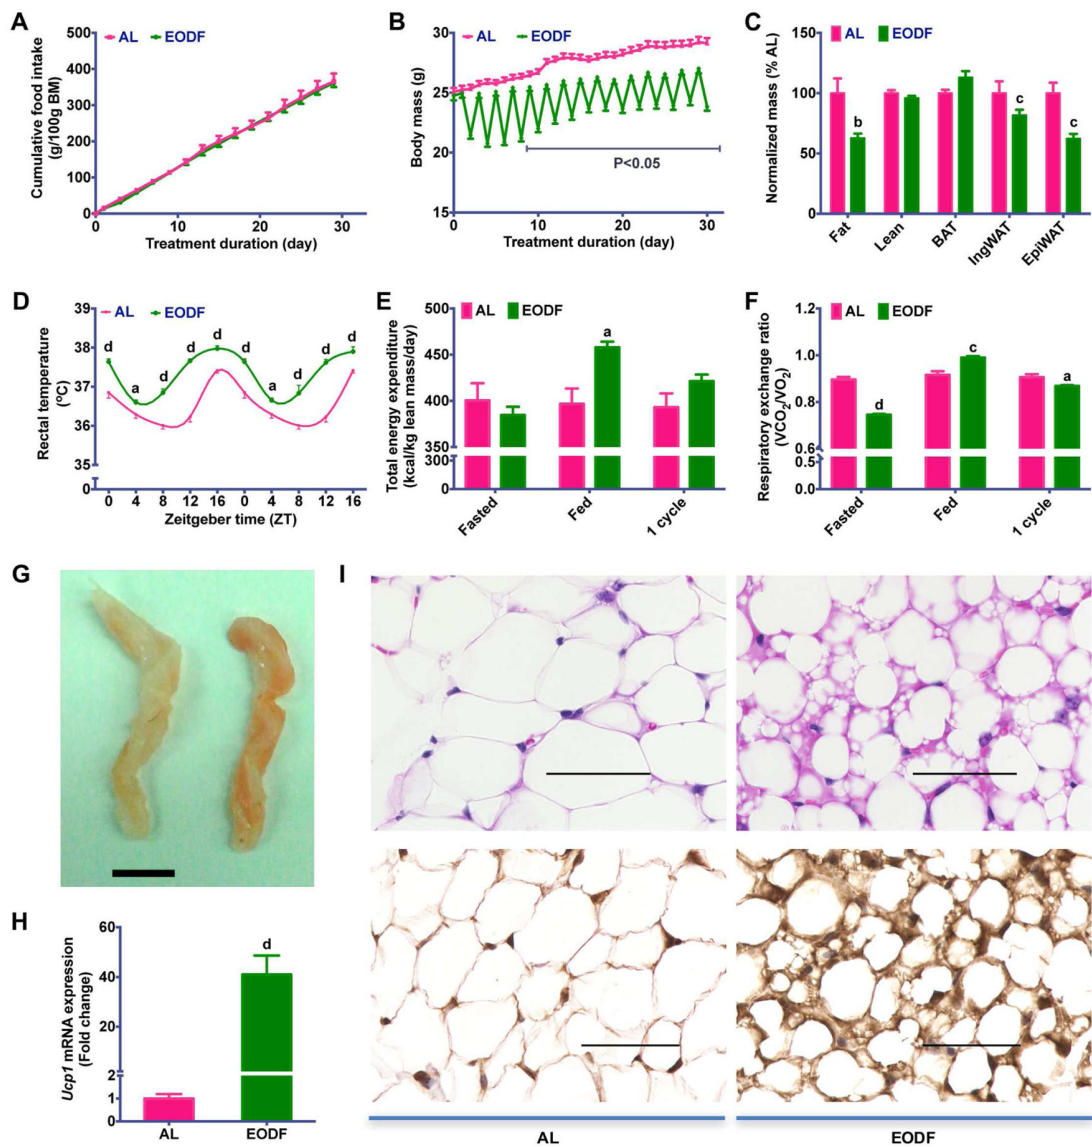 A
AL EODF
Cumulative food intake
(g/100g BM)
500
400
300
200
100
0
0 10 20 30
Treatment duration (day)
B
AL EODF
Body mass (g)
30
25
20
15
P<0.05
0 10 20 30
Treatment duration (day)
C
AL EODF
Normalized mass (% AL)
150
100
50
0
b c c
Fat Lean BAT IngWAT EpiWAT
D
AL EODF
Rectal temperature
(ºC)
39
38
37
36
35
0
d a d d d d a d d d
0 4 8 12 16 0 4 8 12 16
Zeitgeber time (ZT)
E
AL EODF
Total energy expenditure
(kcal/kg lean mass/day)
500
450
400
350
300
0
a
Fasted Fed 1 cycle
F
AL EODF
Respiratory exchange ratio
(VCO2/VO2)
1.2
1.0
0.8
0.6
0.5
0.0
d c a
Fasted Fed 1 cycle
G
H
Ucp1 mRNA expression
(Fold change)
60
40
20
2
1
0
d
AL EODF
I
AL EODF